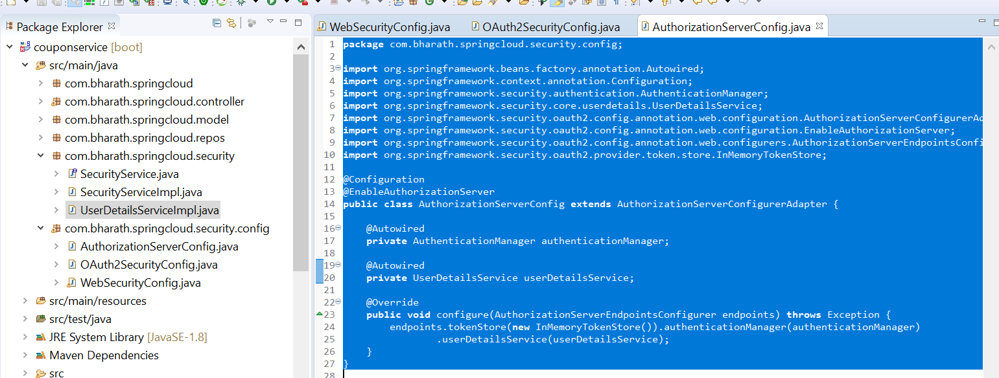 Package Explorer
couponservice [boot]
src/main/java
com.bharath.springcloud
com.bharath.springcloud.controller
com.bharath.springcloud.model
com.bharath.springcloud.repos
com.bharath.springcloud.security
SecurityService.java
SecurityServiceImpl.java
UserDetailsServiceImpl.java
com.bharath.springcloud.security.config
AuthorizationServerConfig.java
OAuth2SecurityConfig.java
WebSecurityConfig.java
src/main/resources
src/test/java
JRE System Library [JavaSE-1.8]
Maven Dependencies
src
WebSecurityConfig.java OAuth2SecurityConfig.java AuthorizationServerConfig.java
1 package com.bharath.springcloud.security.config;
2
3 import org.springframework.beans.factory.annotation.Autowired;
4 import org.springframework.context.annotation.Configuration;
5 import org.springframework.security.authentication.AuthenticationManager;
6 import org.springframework.security.core.userdetails.UserDetailsService;
7 import org.springframework.security.oauth2.config.annotation.web.configuration.AuthorizationServerConfigurerAd
8 import org.springframework.security.oauth2.config.annotation.web.configuration.EnableAuthorizationServer;
9 import org.springframework.security.oauth2.config.annotation.web.configurers.AuthorizationServerEndpointsConfi
10 import org.springframework.security.oauth2.provider.token.store.InMemoryTokenStore;
11
12 @Configuration
13 @EnableAuthorizationServer
14 public class AuthorizationServerConfig extends AuthorizationServerConfigurerAdapter {
15
16 @Autowired
17 private AuthenticationManager authenticationManager;
18
19 @Autowired
20 private UserDetailsService userDetailsService;
21
22 @Override
23 public void configure(AuthorizationServerEndpointsConfigurer endpoints) throws Exception {
24 endpoints.tokenStore(new InMemoryTokenStore()).authenticationManager(authenticationManager)
25 .userDetailsService(userDetailsService);
26 }
27 }
28